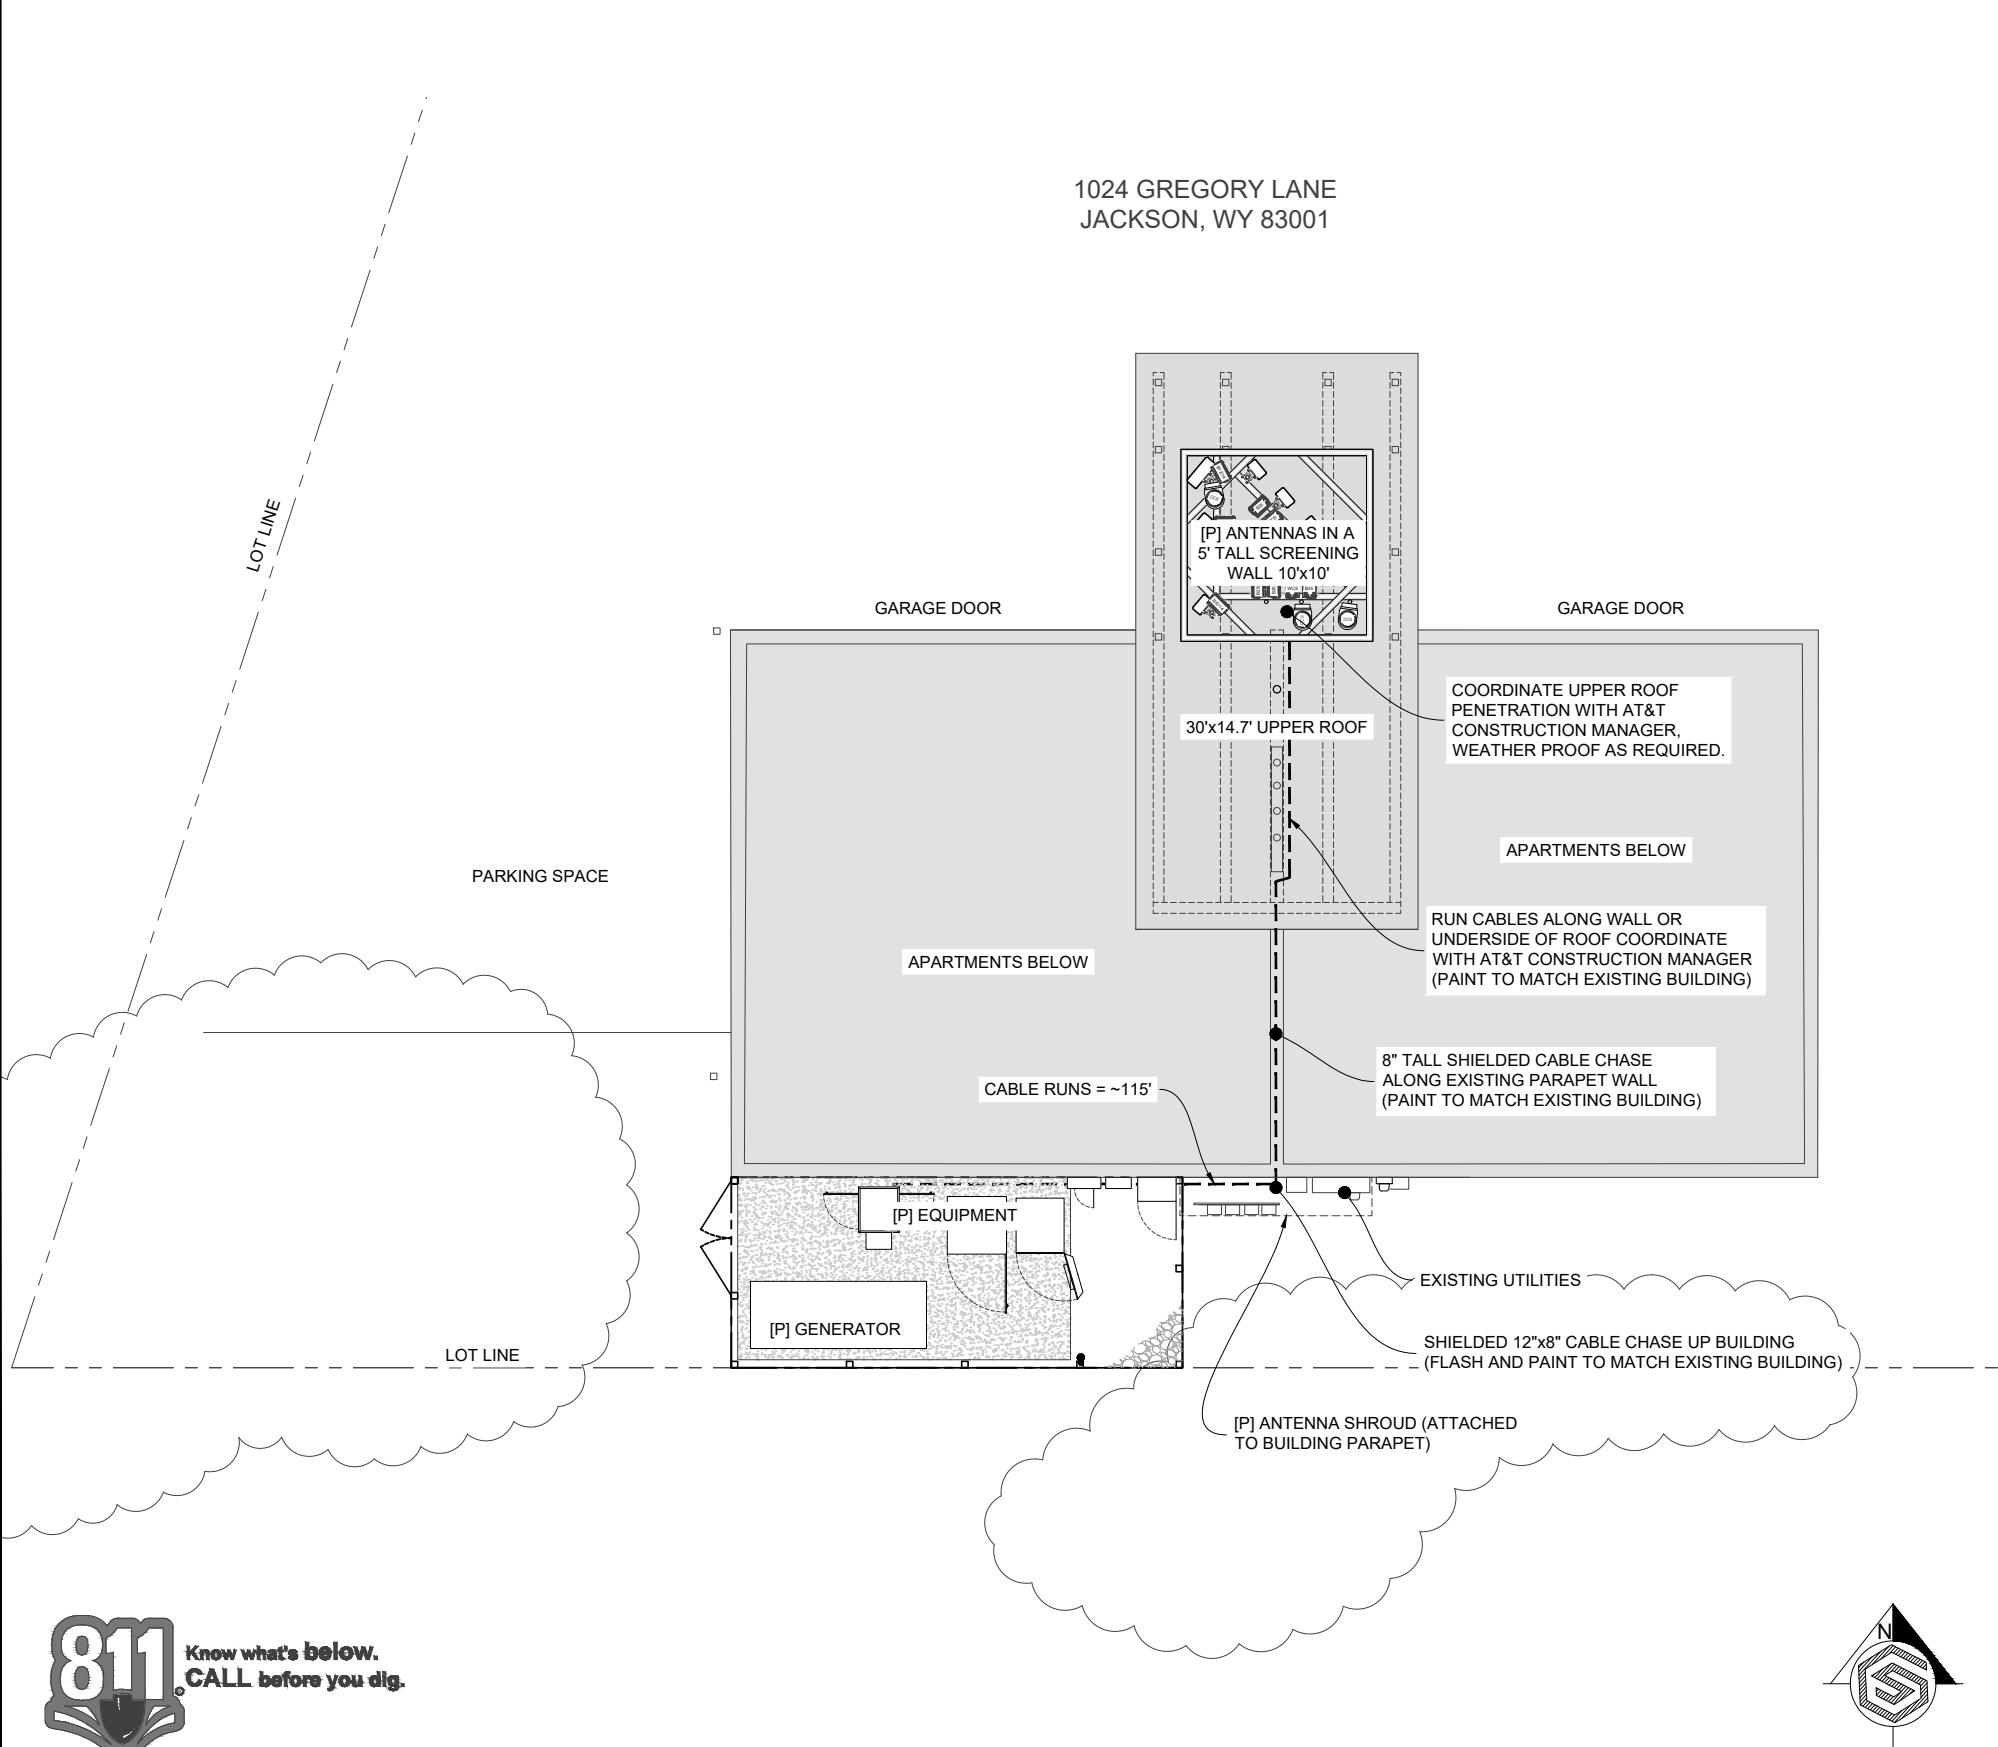 1024 GREGORY LANE
JACKSON, WY 83001
LOT LINE
[P] ANTENNAS IN A
5' TALL SCREENING
WALL 10'x10'
GARAGE DOOR
GARAGE DOOR
COORDINATE UPPER ROOF
PENETRATION WITH AT&T
CONSTRUCTION MANAGER,
WEATHER PROOF AS REQUIRED.
30'x14.7' UPPER ROOF
APARTMENTS BELOW
PARKING SPACE
RUN CABLES ALONG WALL OR
UNDERSIDE OF ROOF COORDINATE
WITH AT&T CONSTRUCTION MANAGER
(PAINT TO MATCH EXISTING BUILDING)
APARTMENTS BELOW
8" TALL SHIELDED CABLE CHASE
ALONG EXISTING PARAPET WALL
(PAINT TO MATCH EXISTING BUILDING)
CABLE RUNS = ~115'
[P] EQUIPMENT
EXISTING UTILITIES
[P] GENERATOR
SHIELDED 12"x8" CABLE CHASE UP BUILDING
(FLASH AND PAINT TO MATCH EXISTING BUILDING)
LOT LINE
[P] ANTENNA SHROUD (ATTACHED
TO BUILDING PARAPET)
811
Know what's below.
CALL before you dig.
N